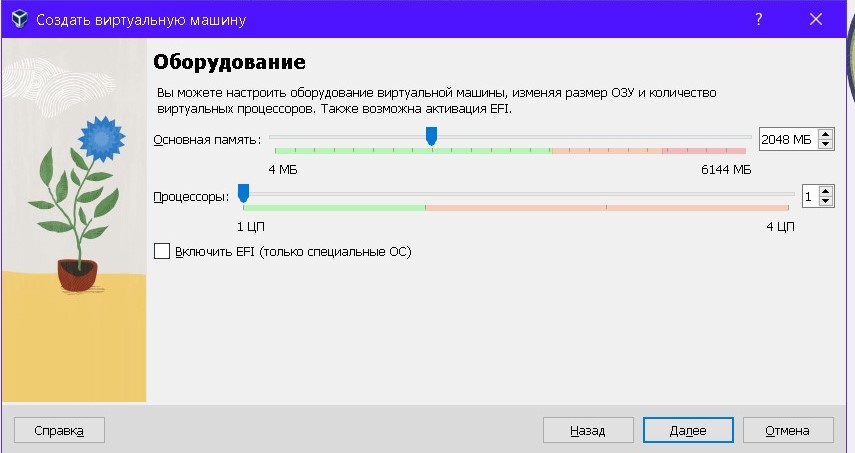 Создать виртуальную машину
?
Оборудование
Вы можете настроить оборудование виртуальной машины, изменяя размер ОЗУ и количество
виртуальных процессоров. Также возможна активация EFI.
Основная память:
2048 МБ
4 МБ
6144 МБ
Процессоры:
1
1 ЦП
4 ЦП
Включить EFI (только специальные ОС)
Справка
Назад
Далее
Отмена